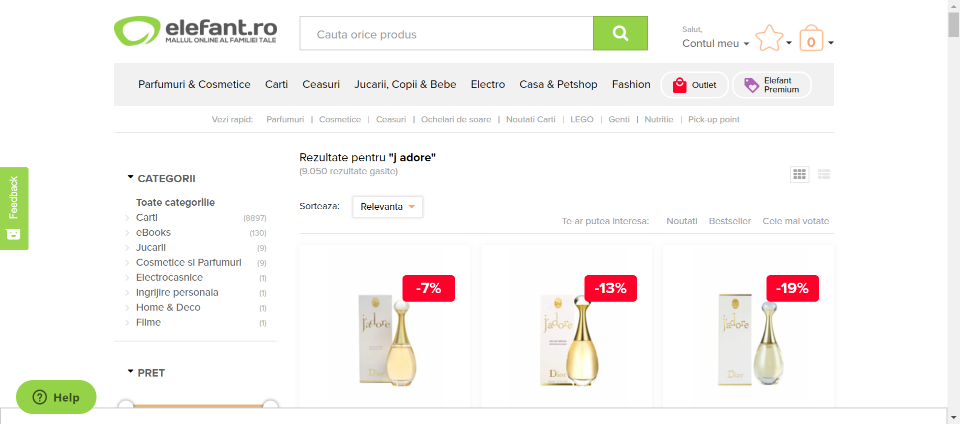 elefant.ro
MALLUL ONLINE AL FAMILIEI TALE
Cauta orice produs
Salut,
Contul meu
0
Parfumuri & Cosmetice Carti Ceasuri Jucarii, Copii & Bebe Electro Casa & Petshop Fashion Outlet Elefant Premium
Vezi rapid: Parfumuri | Cosmetice | Ceasuri | Ochelari de soare | Noutati Carti | LEGO | Genti | Nutritie | Pick-up point
Feedback
CATEGORII
Toate categoriile
Carti (8897)
eBooks (130)
Jucarii (9)
Cosmetice si Parfumuri (9)
Electrocasnice (1)
Ingrijire personala (1)
Home & Deco (1)
Filme (1)
PRET
Help
Rezultate pentru "j adore"
(9.050 rezultate gasite)
Sorteaza: Relevanta
Te-ar putea interesa: Noutati Bestseller Cele mai votate
-7%
j'adore
Dior
-13%
j'adore
Dior
-19%
j'adore
Dior